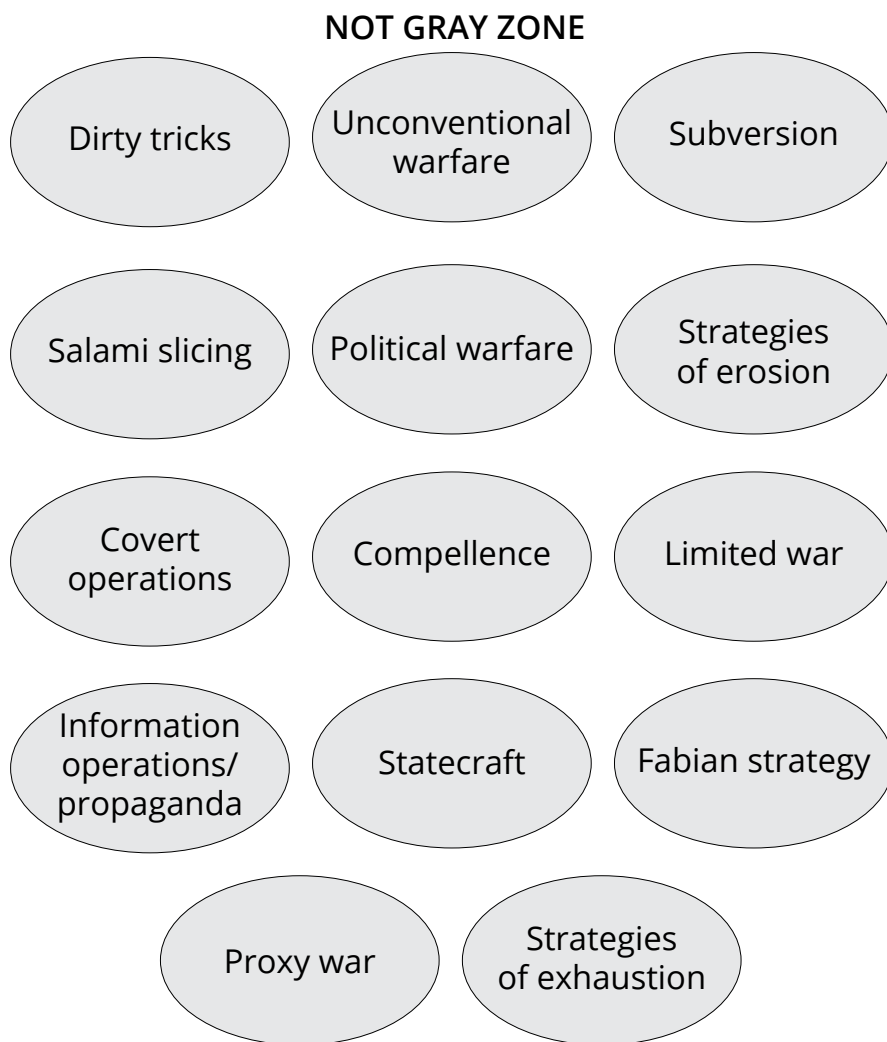 NOT GRAY ZONE
Dirty tricks
Unconventional
warfare
Subversion
Salami slicing
Political warfare
Strategies
of erosion
Covert
operations
Compellence
Limited war
Information
operations/
propaganda
Statecraft
Fabian strategy
Proxy war
Strategies
of exhaustion